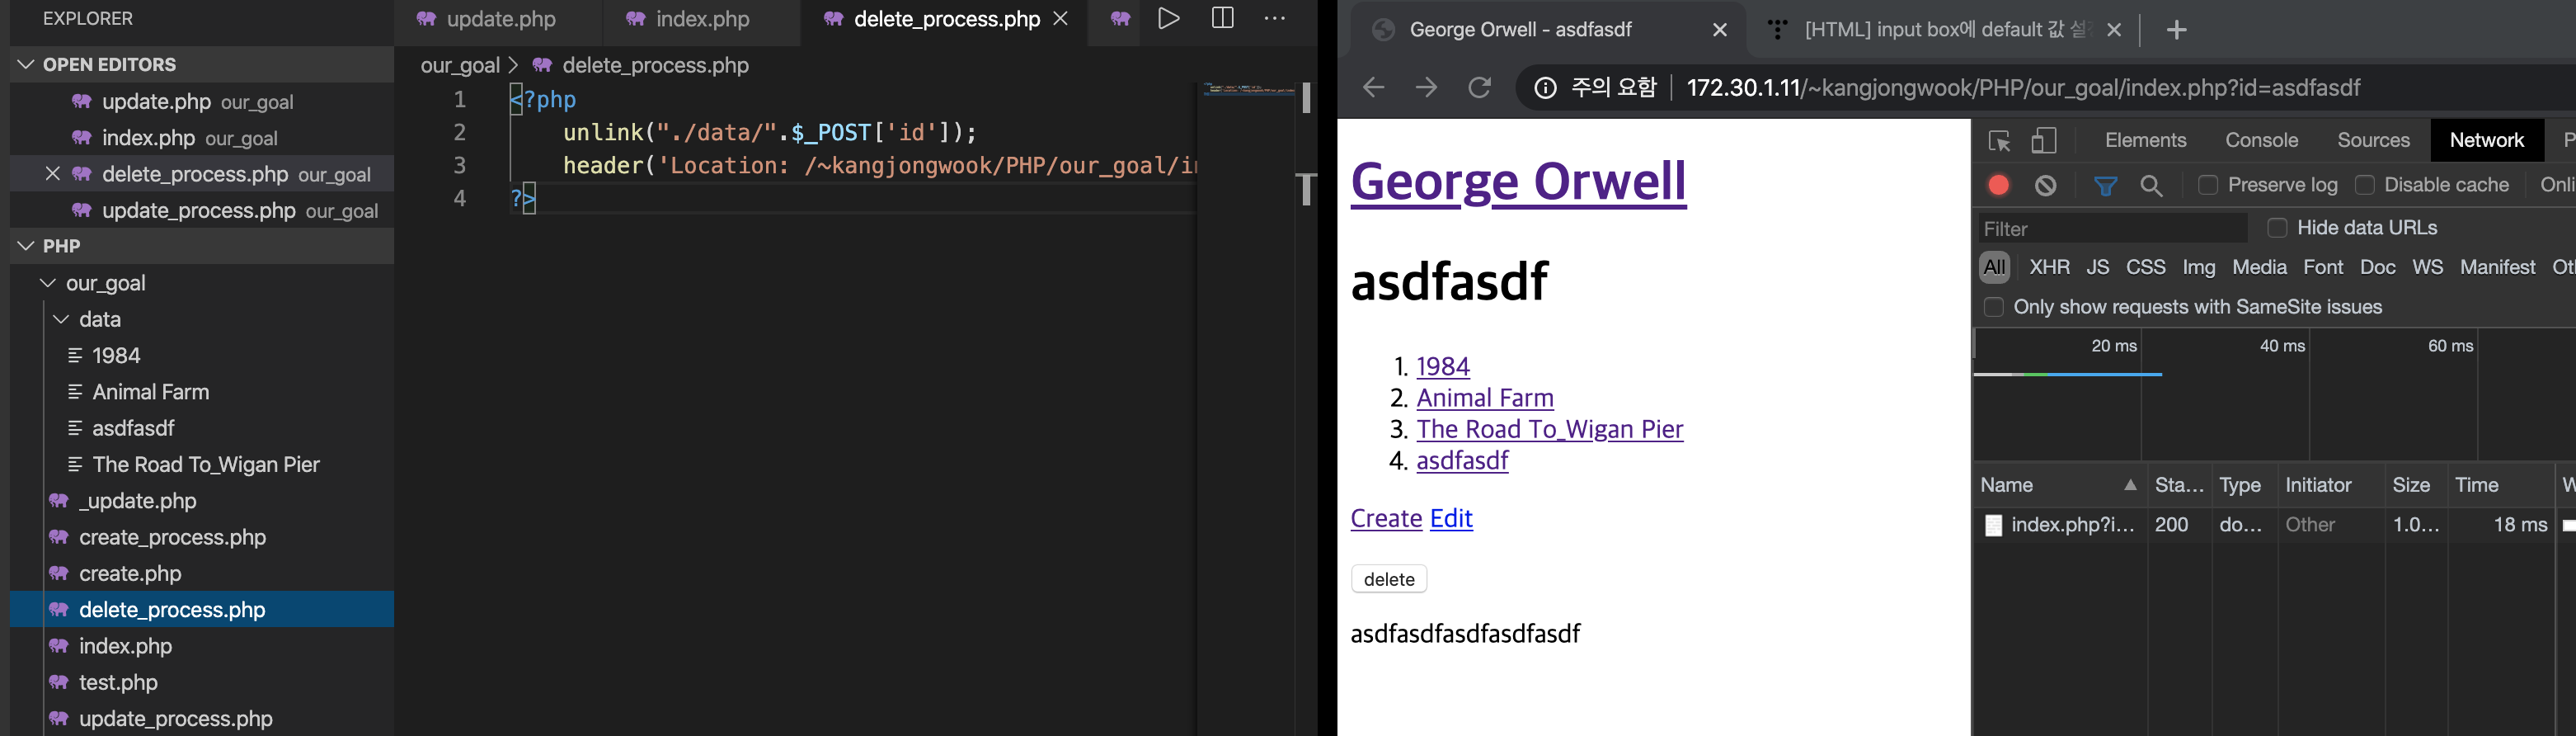 EXPLORER
OPEN EDITORS
update.php our_goal
index.php our_goal
delete_process.php our_goal
update_process.php our_goal
PHP
our_goal
data
1984
Animal Farm
asdfasdf
The Road To_Wigan Pier
_update.php
create_process.php
create.php
delete_process.php
index.php
test.php
update_process.php
update.php
index.php
delete_process.php
our_goal > delete_process.php
1 <?php
2 unlink("./data/".$_POST['id']);
3 header('Location: /~kangjongwook/PHP/our_goal/in
4 ?>
George Orwell - asdfasdf
[HTML] input box에 default 값
주의 요함 172.30.1.11/~kangjongwook/PHP/our_goal/index.php?id=asdfasdf
George Orwell
asdfasdf
1. 1984
2. Animal Farm
3. The Road To_Wigan Pier
4. asdfasdf
Create Edit
delete
asdfasdfasdfasdfasdf
Elements Console Sources Network P
Preserve log Disable cache Onli
Filter Hide data URLs
All XHR JS CSS Img Media Font Doc WS Manifest Ot
Only show requests with SameSite issues
20 ms 40 ms 60 ms
Name Sta... Type Initiator Size Time W
index.php?i... 200 do... Other 1.0... 18 ms